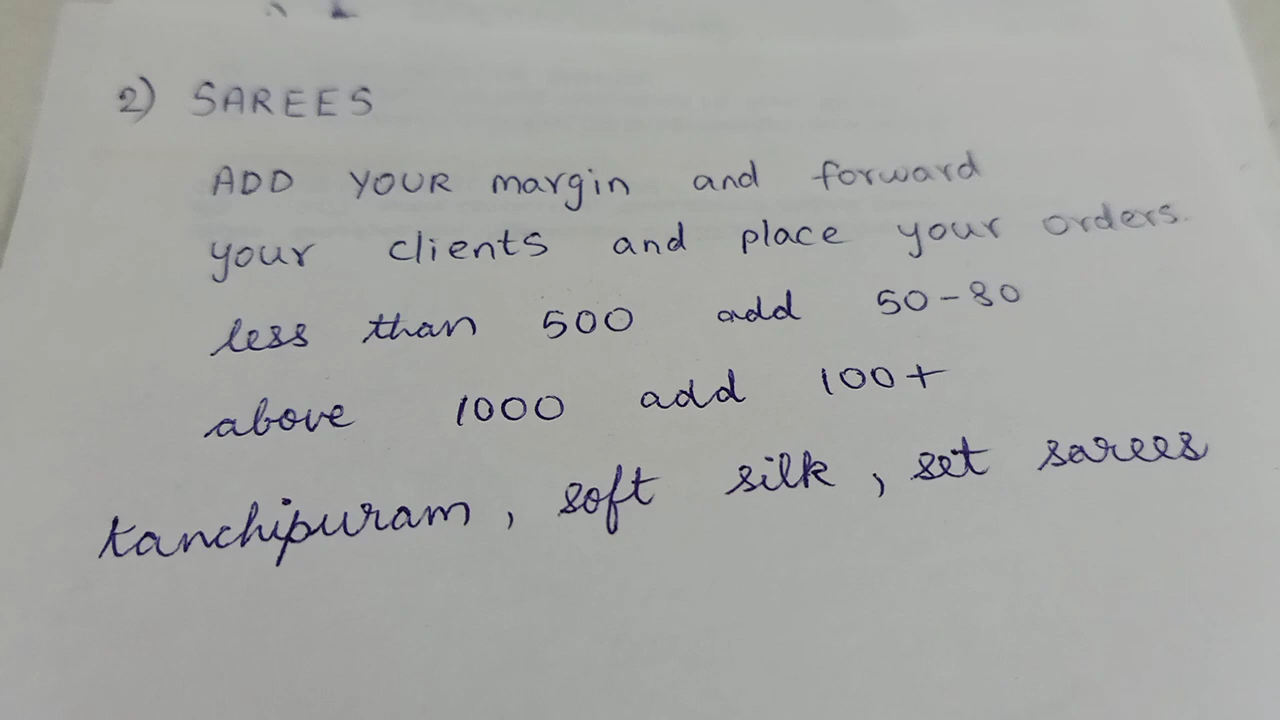 2) SAREES
ADD YOUR margin and forward
your clients and place your orders.
less than 500 add 50-80
above 1000 add 100+
kanchipuram, soft silk, set sarees